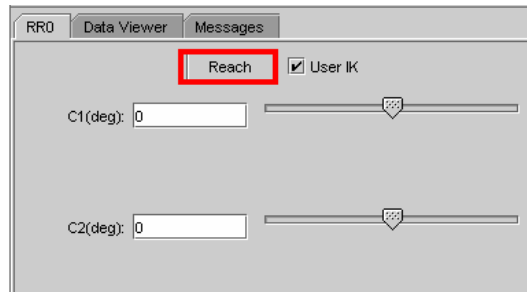 RR0 Data Viewer Messages
Reach User IK
C1(deg): 0
C2(deg): 0